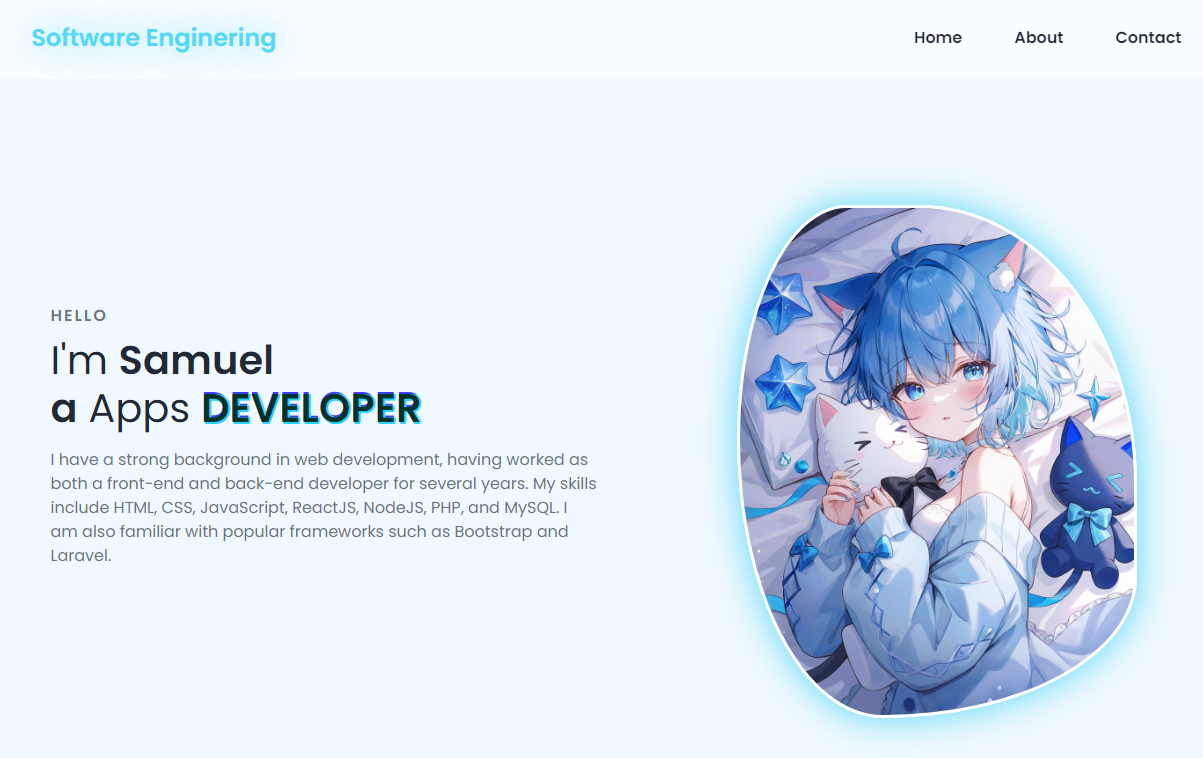 Software Enginering
Home About Contact
HELLO
I'm Samuel
a Apps DEVELOPER
I have a strong background in web development, having worked as
both a front-end and back-end developer for several years. My skills
include HTML, CSS, JavaScript, ReactJS, NodeJS, PHP, and MySQL. I
am also familiar with popular frameworks such as Bootstrap and
Laravel.